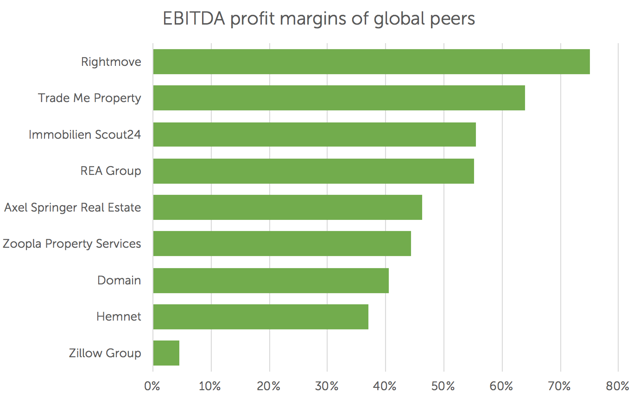 EBITDA profit margins of global peers
Rightmove
Trade Me Property
Immobilien Scout24
REA Group
Axel Springer Real Estate
Zoopla Property Services
Domain
Hemnet
Zillow Group
0% 10% 20% 30% 40% 50% 60% 70% 80%